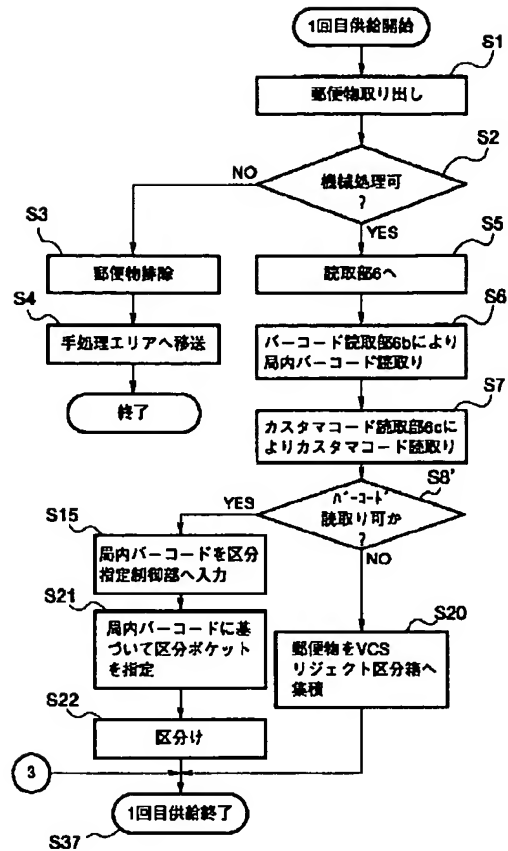 1回目供給開始
S1
郵便物取り出し
S2
機械処理可
?
NO
YES
S3
郵便物排除
S4
手処理エリアへ移送
終了
S5
読取部6へ
S6
バーコード読取部6bにより
局内バーコード読取り
S7
カスタマコード読取部6cに
よりカスタマコード読取り
S8'
バーコード
読取り可か
?
YES
NO
S15
局内バーコードを区分
指定制御部へ入力
S21
局内バーコードに基
づいて区分ポケット
を指定
S22
区分け
S20
郵便物をVCS
リジェクト区分箱へ
集積
3
1回目供給終了
S37